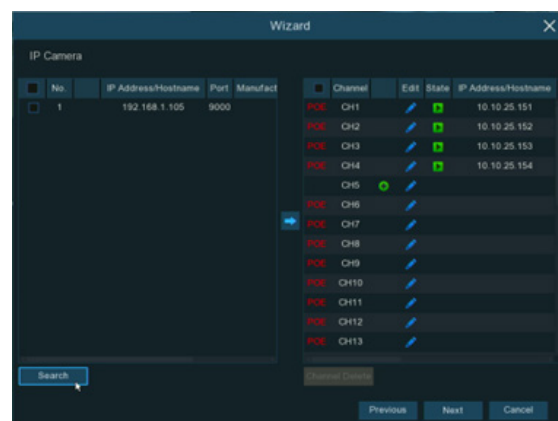 Wizard
IP Camera
No. IP Address/Hostname Port Manufact
1 192.168.1.105 9000
Channel Edit State IP Address/Hostname
POE CH1 10.10.25.151
POE CH2 10.10.25.152
POE CH3 10.10.25.153
POE CH4 10.10.25.154
CH5
POE CH6
POE CH7
POE CH8
POE CH9
POE CH10
POE CH11
POE CH12
POE CH13
Search
Channel Delete
Previous Next Cancel